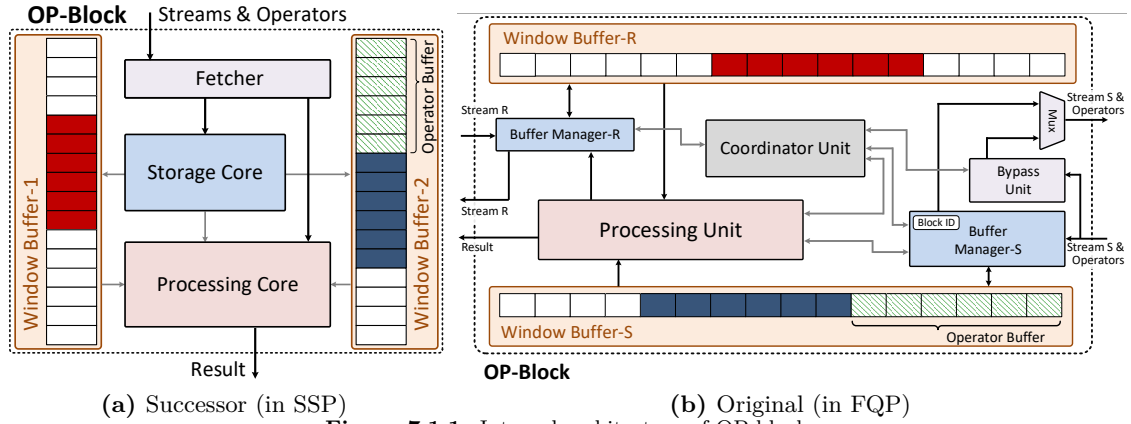 OP-Block
Streams & Operators
Fetcher
Storage Core
Processing Core
Window Buffer-1
Window Buffer-2
Operator Buffer
Result
(a) Successor (in SSP)
Window Buffer-R
Stream R
Buffer Manager-R
Coordinator Unit
Mux
Stream S &
Operators
Bypass
Unit
Stream R
Result
Processing Unit
Block ID
Buffer
Manager-S
Stream S &
Operators
Window Buffer-S
Operator Buffer
OP-Block
(b) Original (in FQP)